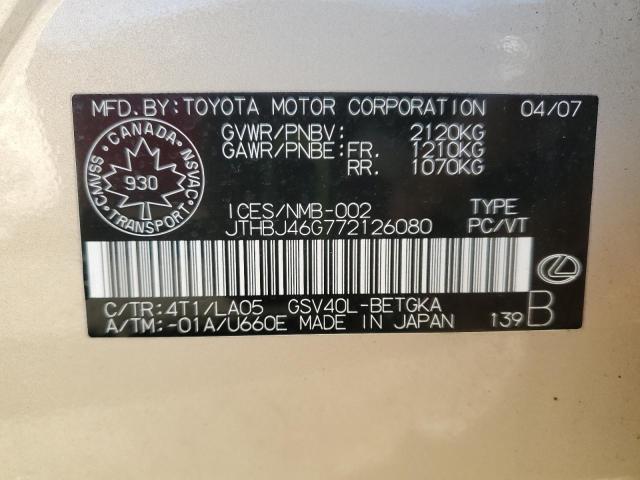 MFD. BY: TOYOTA MOTOR CORPORATION 04/07
GVWR/PNBV: 2120KG
GAWR/PNBE: FR. 1210KG
RR. 1070KG
CANADA
CMVSS NSVAC
930
TRANSPORT
ICES/NMB-002 TYPE
JTHBJ46G772126080 PC/VT
C/TR: 4T1/LA05 GSV40L-BETGKA
A/TM: -01A/U660E MADE IN JAPAN 139 B